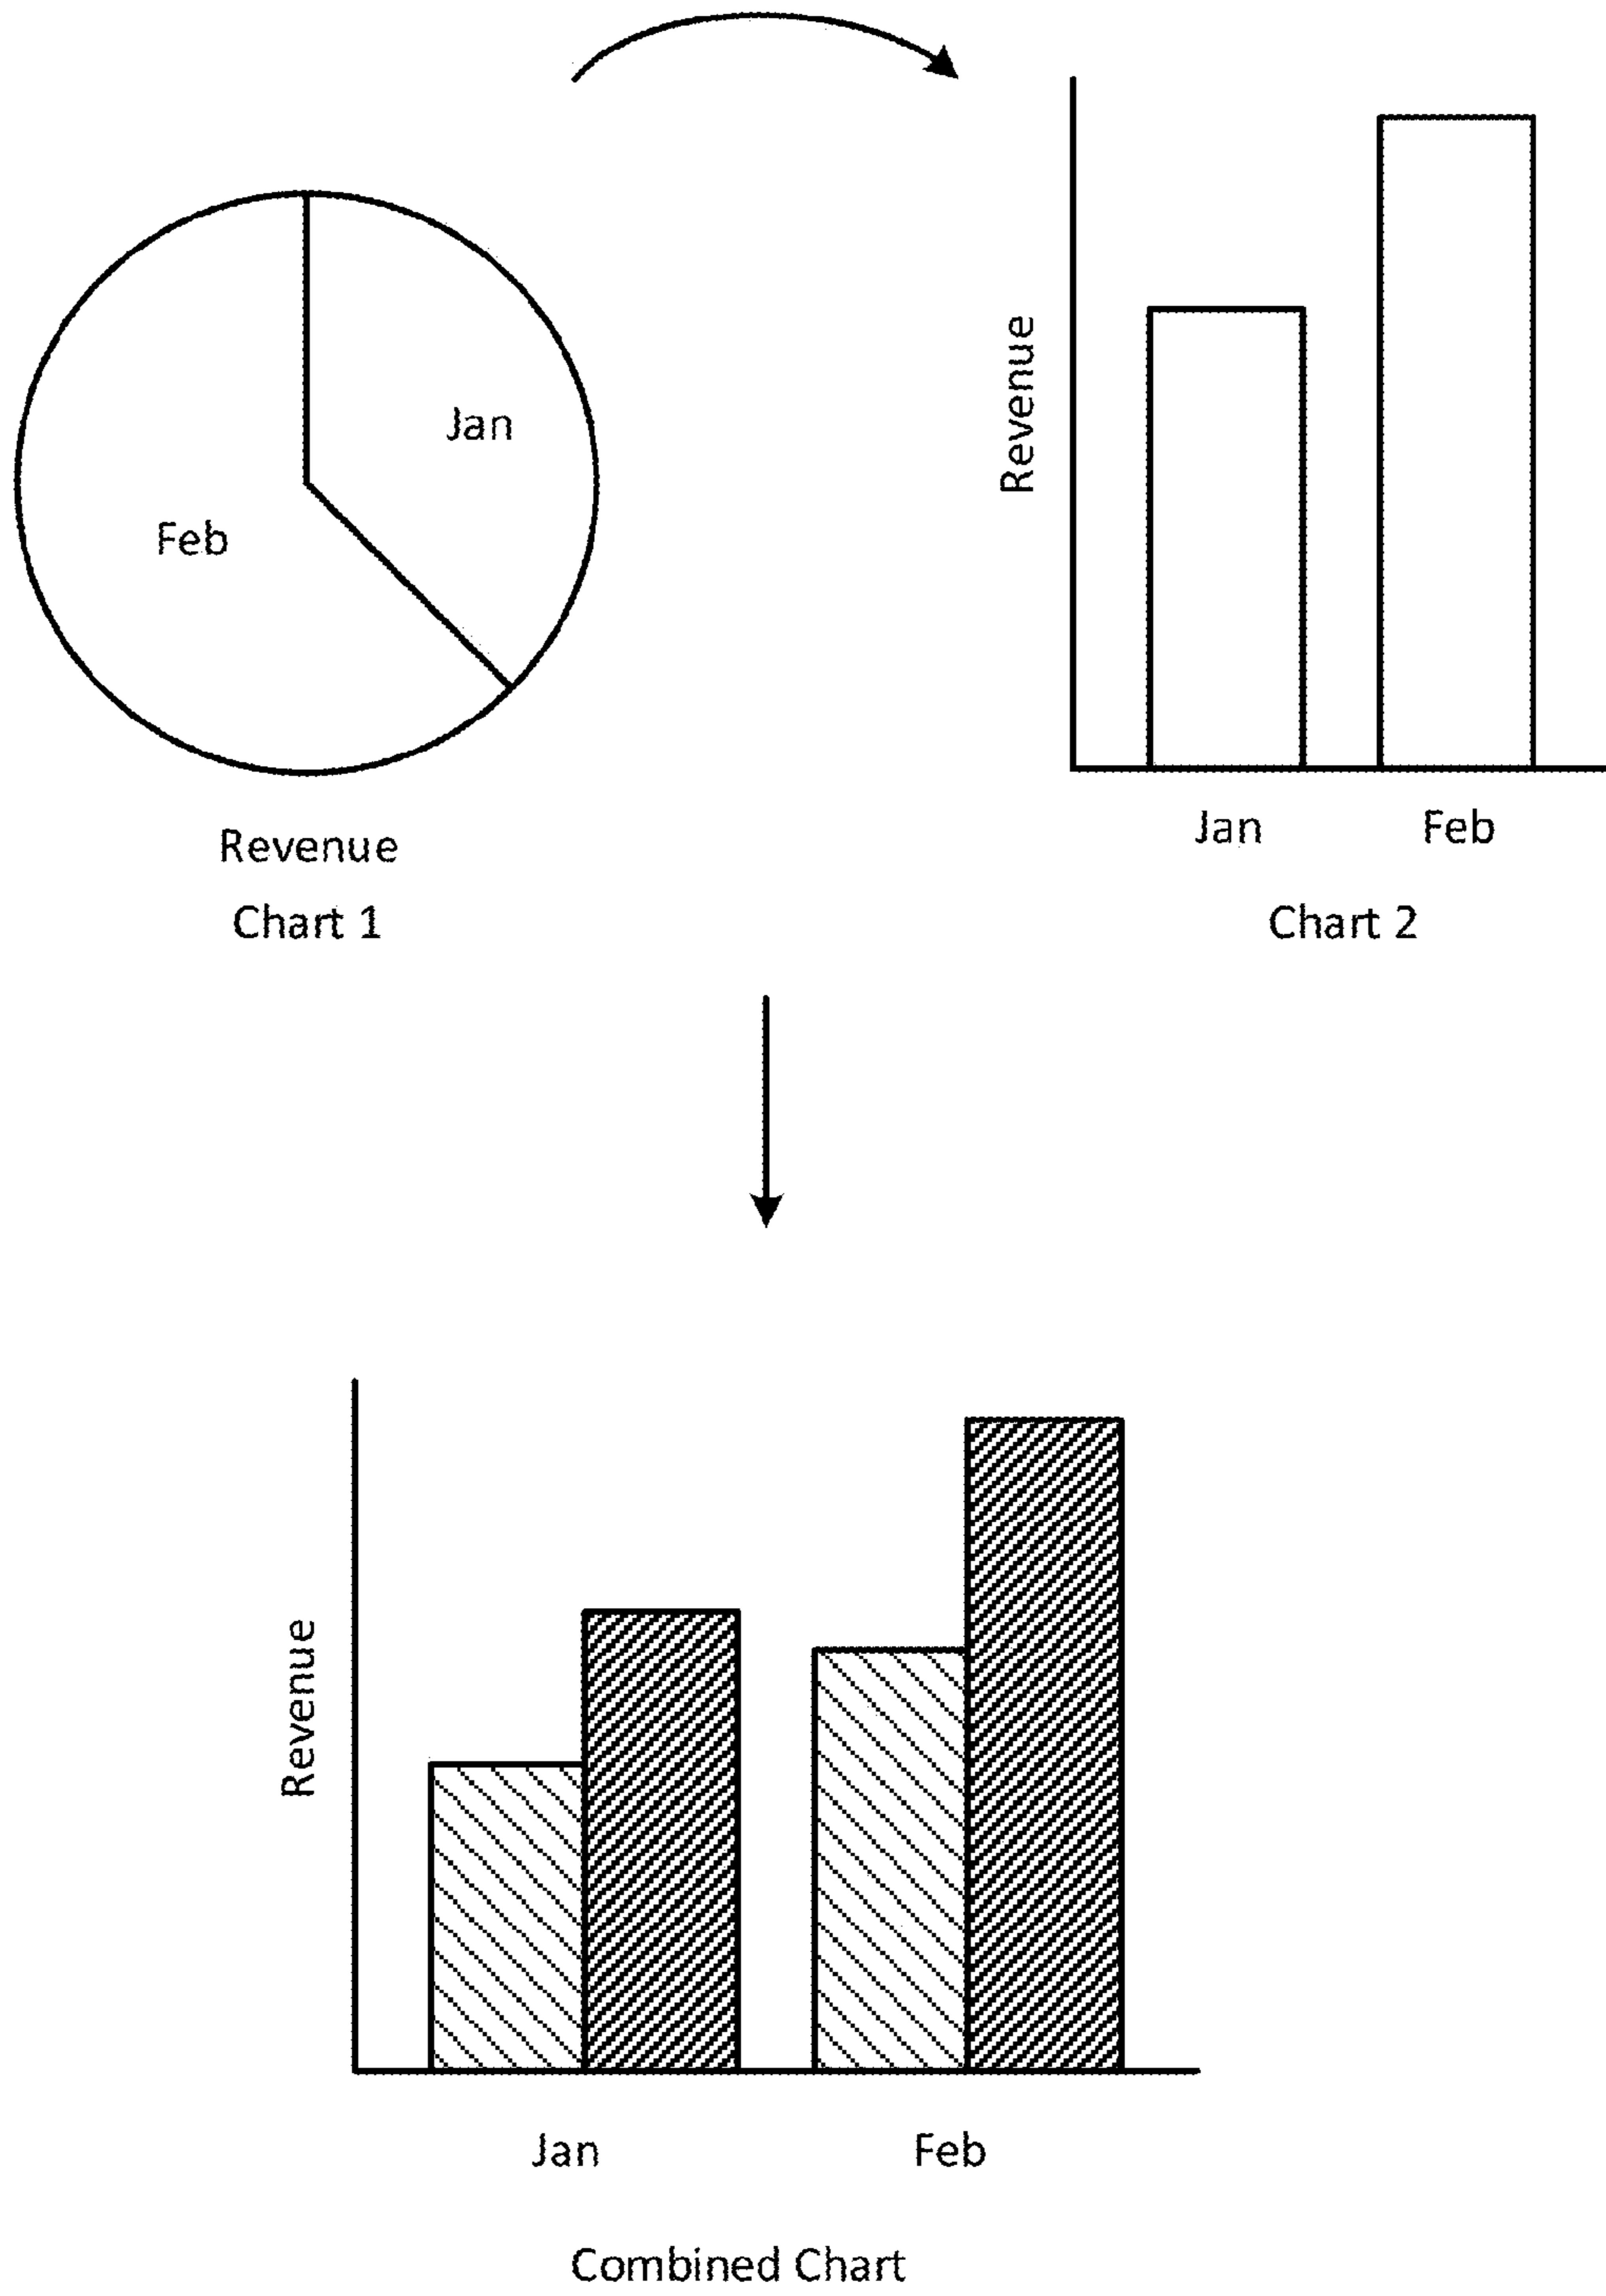 Jan
Feb
Revenue
Chart 1
Revenue
Jan Feb
Chart 2
Revenue
Jan Feb
Combined Chart